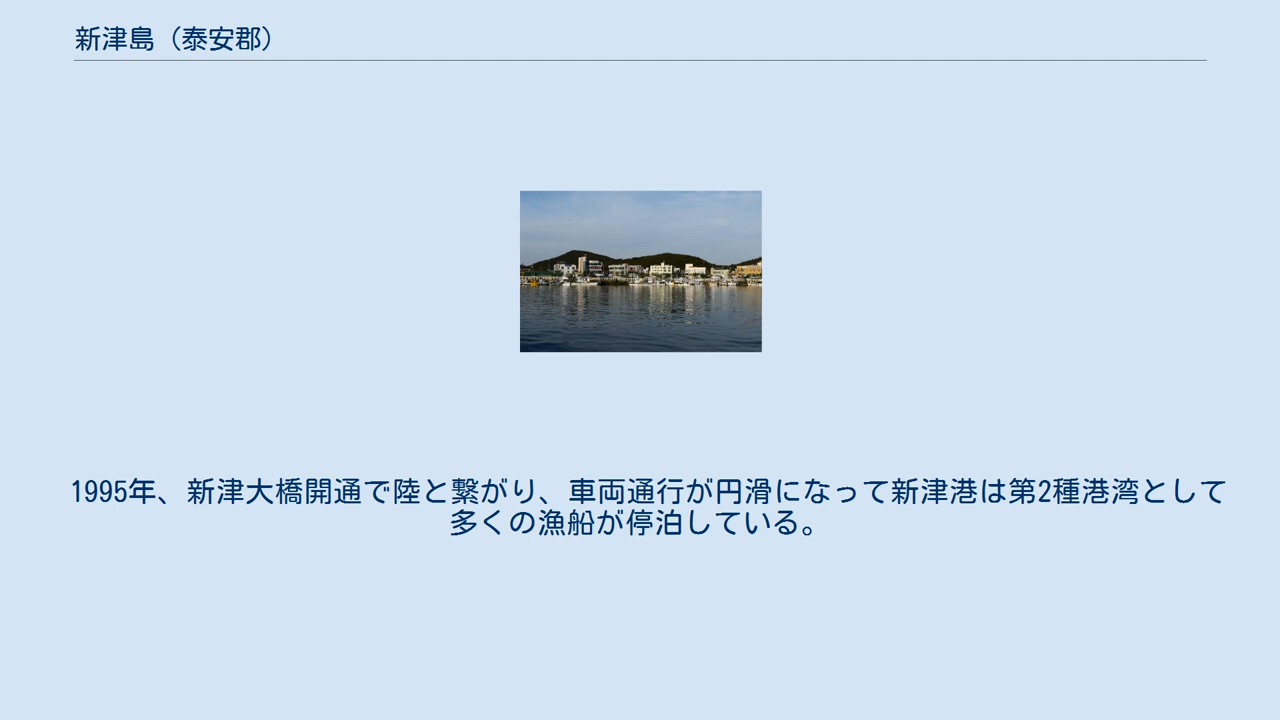 新津島（泰安郡）
1995年、新津大橋開通で陸と繋がり、車両通行が円滑になって新津港は第2種港湾として
多くの漁船が停泊している。